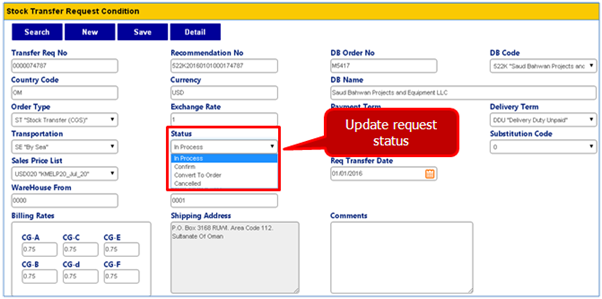 Stock Transfer Request Condition
Search New Save Detail
Transfer Req No Recommendation No DB Order No DB Code
0000074787 522K20160101000174787 M5417 522K "Saud Bahwan Projects and
Country Code Currency DB Name
OM USD Saud Bahwan Projects and Equipment LLC
Order Type Exchange Rate Payment Term Delivery Term
ST "Stock Transfer (COG)" 1 DDU "Delivery Duty Unpaid"
Transportation Status Substitution Code
SE "By Sea" In Process 0
Update request
status
In Process
Confirm
Convert To Order
Cancelled
Sales Price List Req Transfer Date
USD020 "KMELP20_Jul_20" 01/01/2016
WareHouse From
0000 0001
Billing Rates Shipping Address Comments
P.O. Box 3168 RUWI. Area Code 112.
Sultanate Of Oman
CG-A CG-C CG-E
0.75 0.75 0.75
CG-B CG-d CG-F
0.75 0.75 0.75